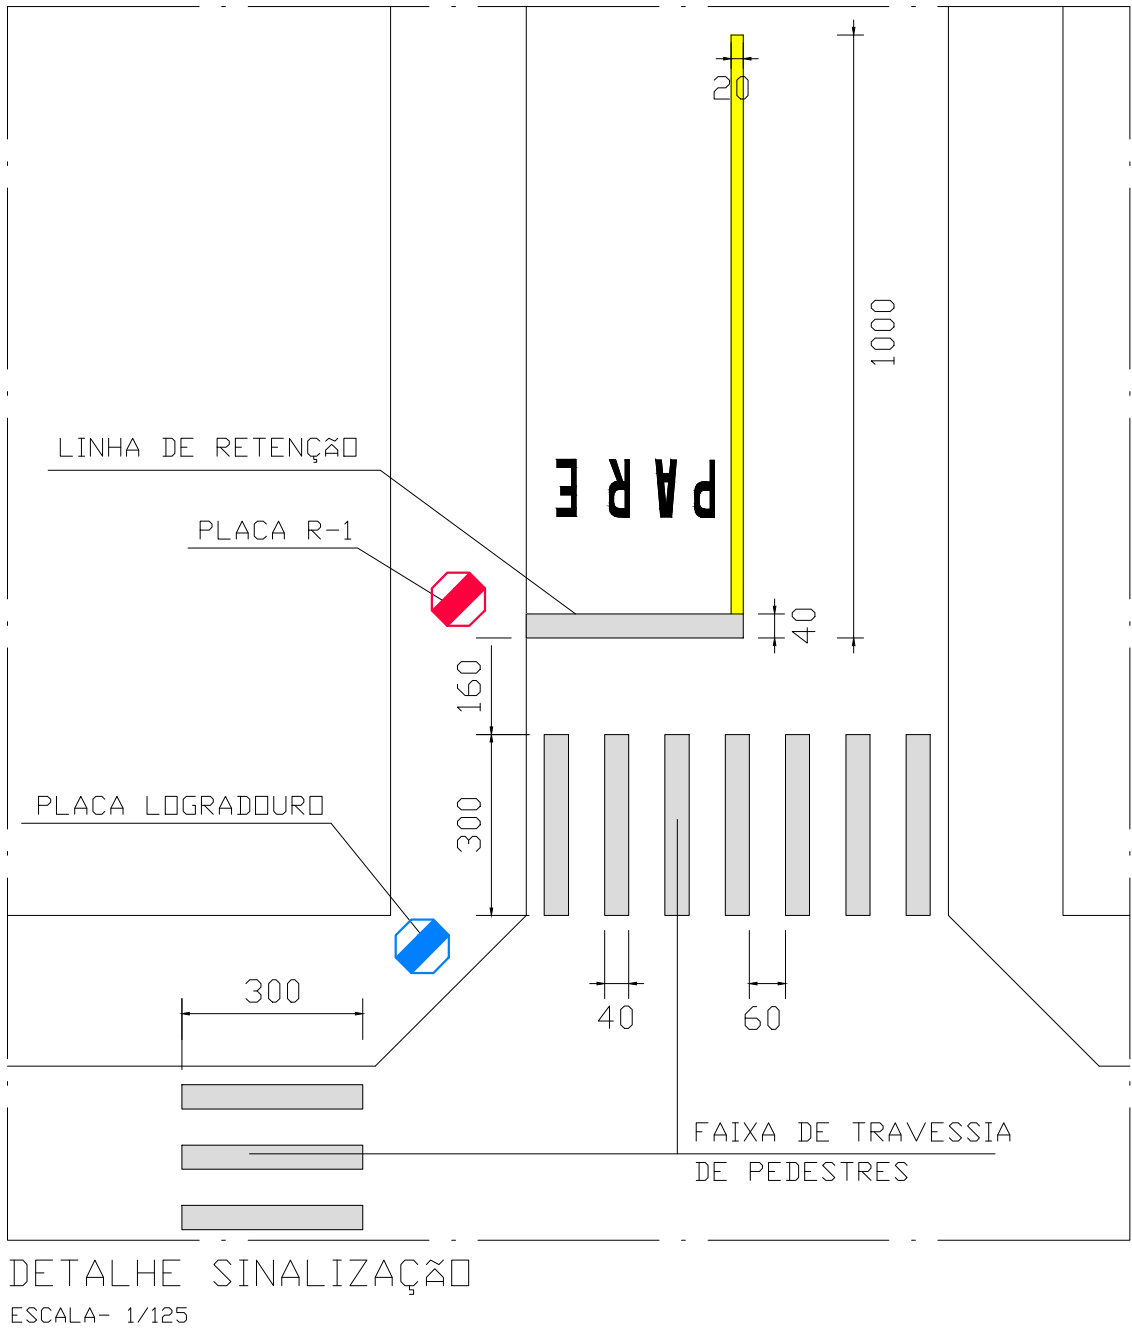 20
1000
LINHA DE RETENÇÃO
PARE
PLACA R-1
40
160
PLACA LOGRADOURO
300
300
40
60
FAIXA DE TRAVESSIA
DE PEDESTRES
DETALHE SINALIZAÇÃO
ESCALA- 1/125